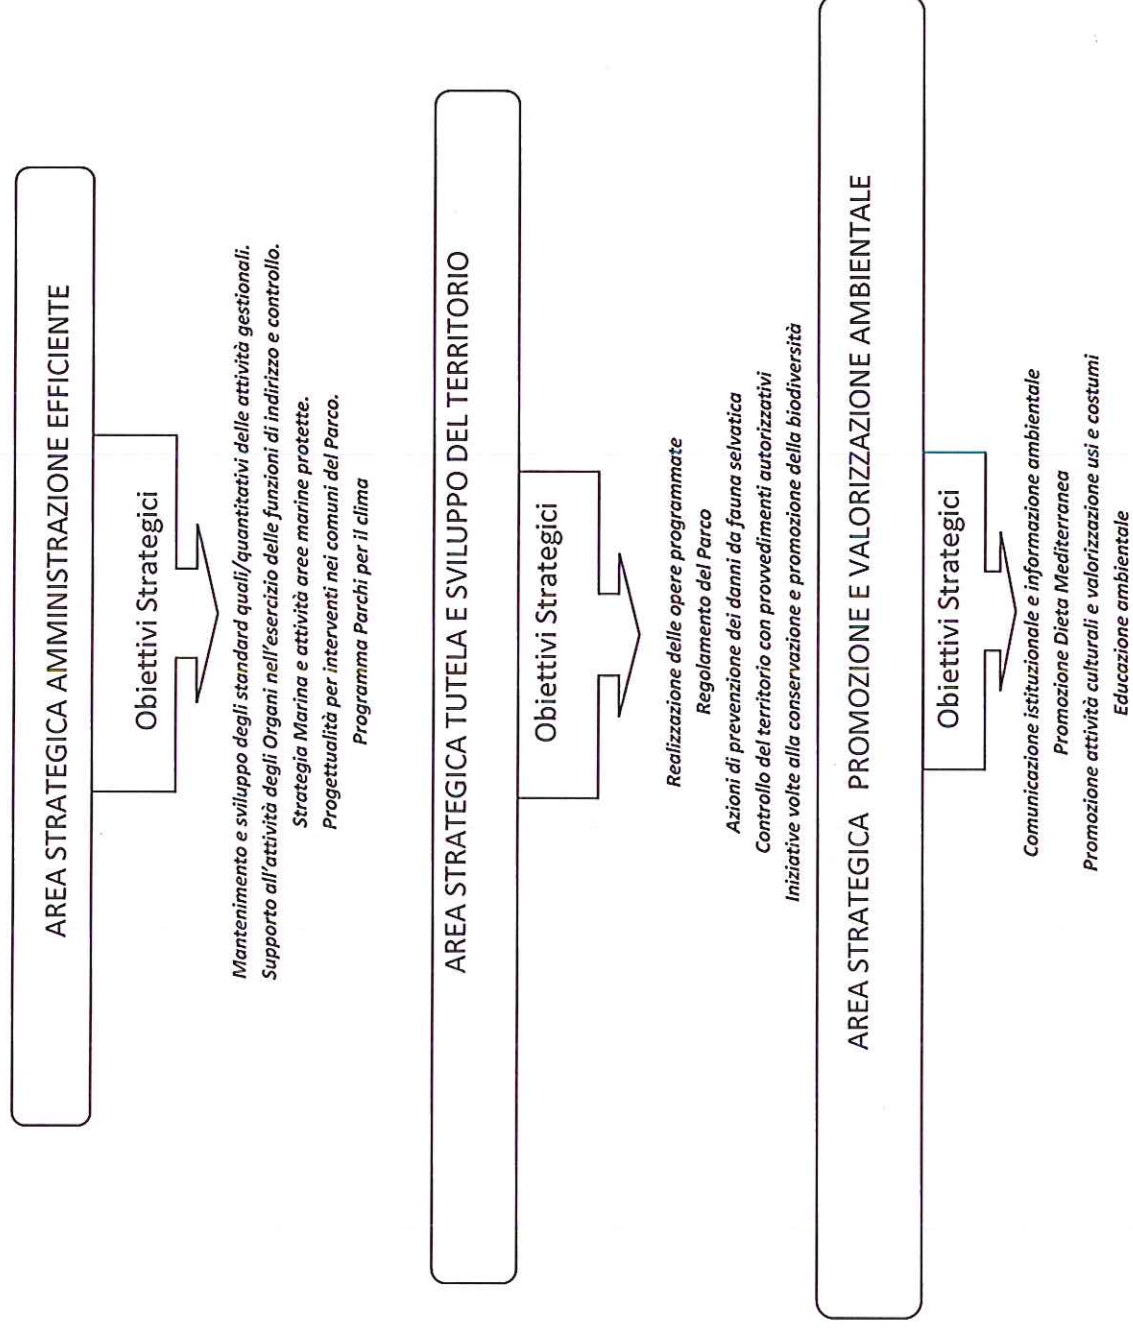 AREA STRATEGICA AMMINISTRAZIONE EFFICIENTE
Obiettivi Strategici
Mantenimento e sviluppo degli standard quali/quantitativi delle attività gestionali.
Supporto all'attività degli Organi nell'esercizio delle funzioni di indirizzo e controllo.
Strategia Marina e attività aree marine protette.
Progettualità per interventi nei comuni del Parco.
Programma Parchi per il clima
AREA STRATEGICA TUTELA E SVILUPPO DEL TERRITORIO
Obiettivi Strategici
Realizzazione delle opere programmate
Regolamento del Parco
Azioni di prevenzione dei danni da fauna selvatica
Controllo del territorio con provvedimenti autorizzativi
Iniziative volte alla conservazione e promozione della biodiversità
AREA STRATEGICA PROMOZIONE E VALORIZZAZIONE AMBIENTALE
Obiettivi Strategici
Comunicazione istituzionale e informazione ambientale
Promozione Dieta Mediterranea
Promozione attività culturali e valorizzazione usi e costumi
Educazione ambientale